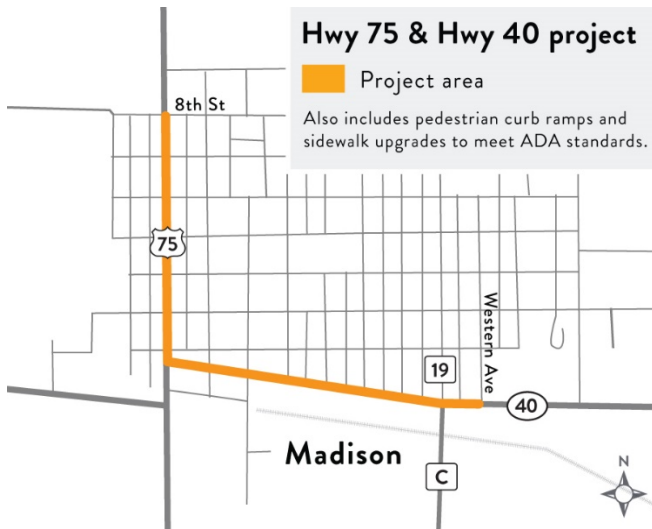 Hwy 75 & Hwy 40 project
Project area
Also includes pedestrian curb ramps and
sidewalk upgrades to meet ADA standards.
8th St
75
Western Ave
19
40
Madison
C
N